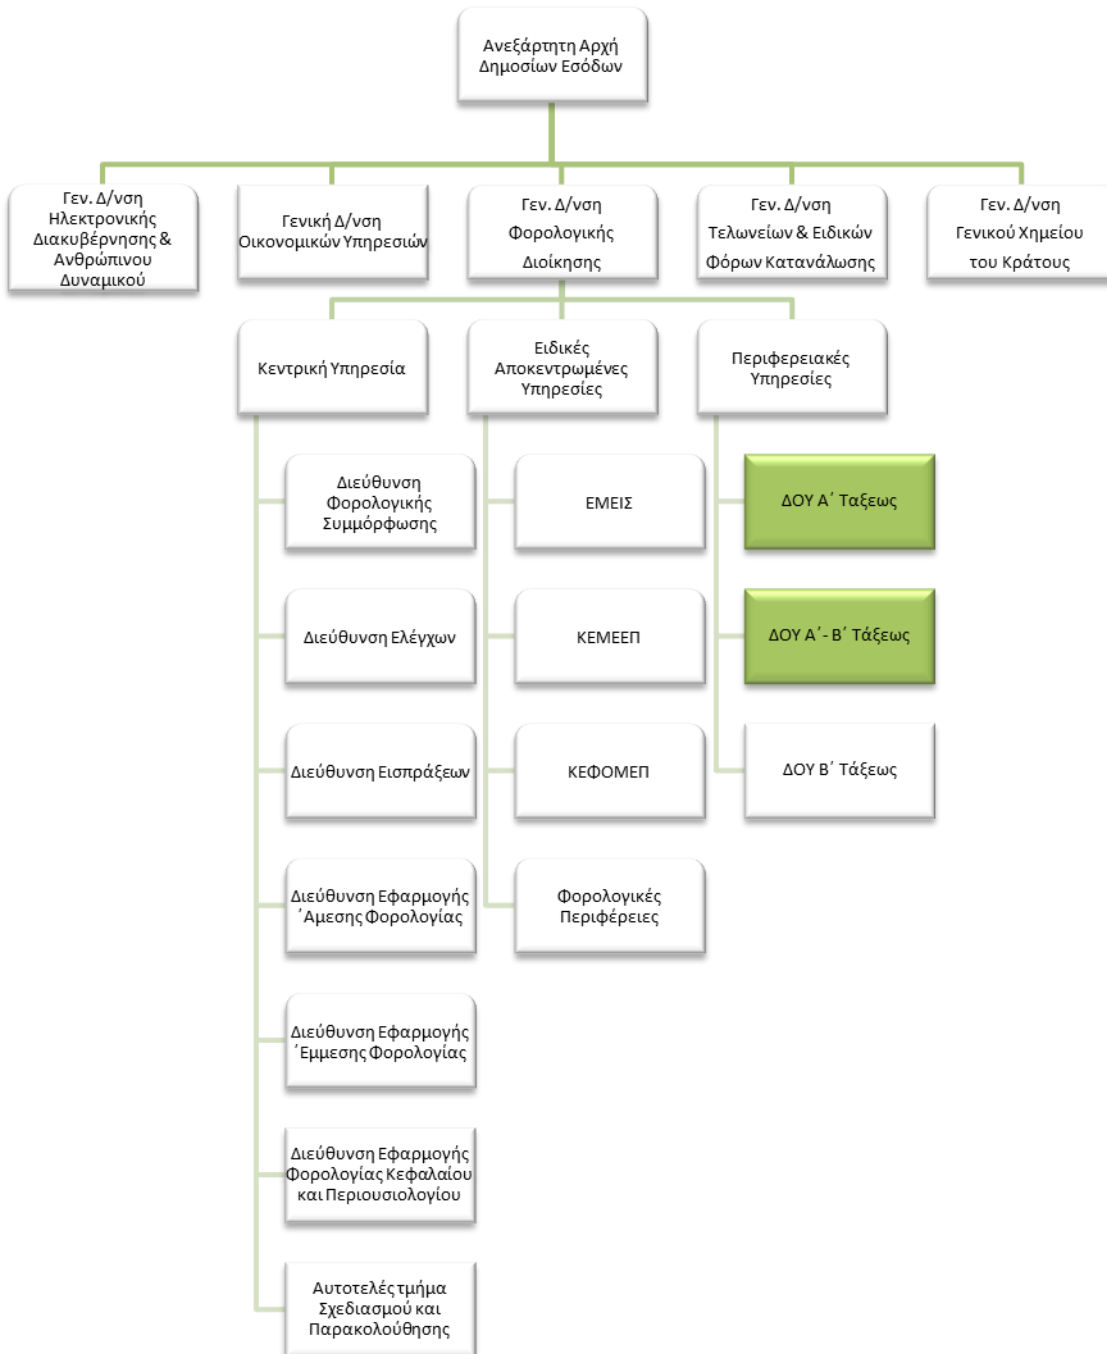 Ανεξάρτητη Αρχή
Δημοσίων Εσόδων
Γεν. Δ/νση
Ηλεκτρονικής
Διακυβέρνησης &
Ανθρώπινου
Δυναμικού
Γενική Δ/νση
Οικονομικών Υπηρεσιών
Γεν. Δ/νση
Φορολογικής
Διοίκησης
Γεν. Δ/νση
Τελωνείων & Ειδικών
Φόρων Κατανάλωσης
Γεν. Δ/νση
Γενικού Χημείου
του Κράτους
Κεντρική Υπηρεσία
Ειδικές
Αποκεντρωμένες
Υπηρεσίες
Περιφερειακές
Υπηρεσίες
Διεύθυνση
Φορολογικής
Συμμόρφωσης
Διεύθυνση Ελέγχων
Διεύθυνση Εισπράξεων
Διεύθυνση Εφαρμογής
΄Αμεσης Φορολογίας
Διεύθυνση Εφαρμογής
΄Εμμεσης Φορολογίας
Διεύθυνση Εφαρμογής
Φορολογίας Κεφαλαίου
και Περιουσιολογίου
Αυτοτελές τμήμα
Σχεδιασμού και
Παρακολούθησης
ΕΜΕΙΣ
ΚΕΜΕΕΠ
ΚΕΦΟΜΕΠ
Φορολογικές
Περιφέρειες
ΔΟΥ Α΄ Ταξεως
ΔΟΥ Α΄- Β΄ Τάξεως
ΔΟΥ Β΄ Τάξεως